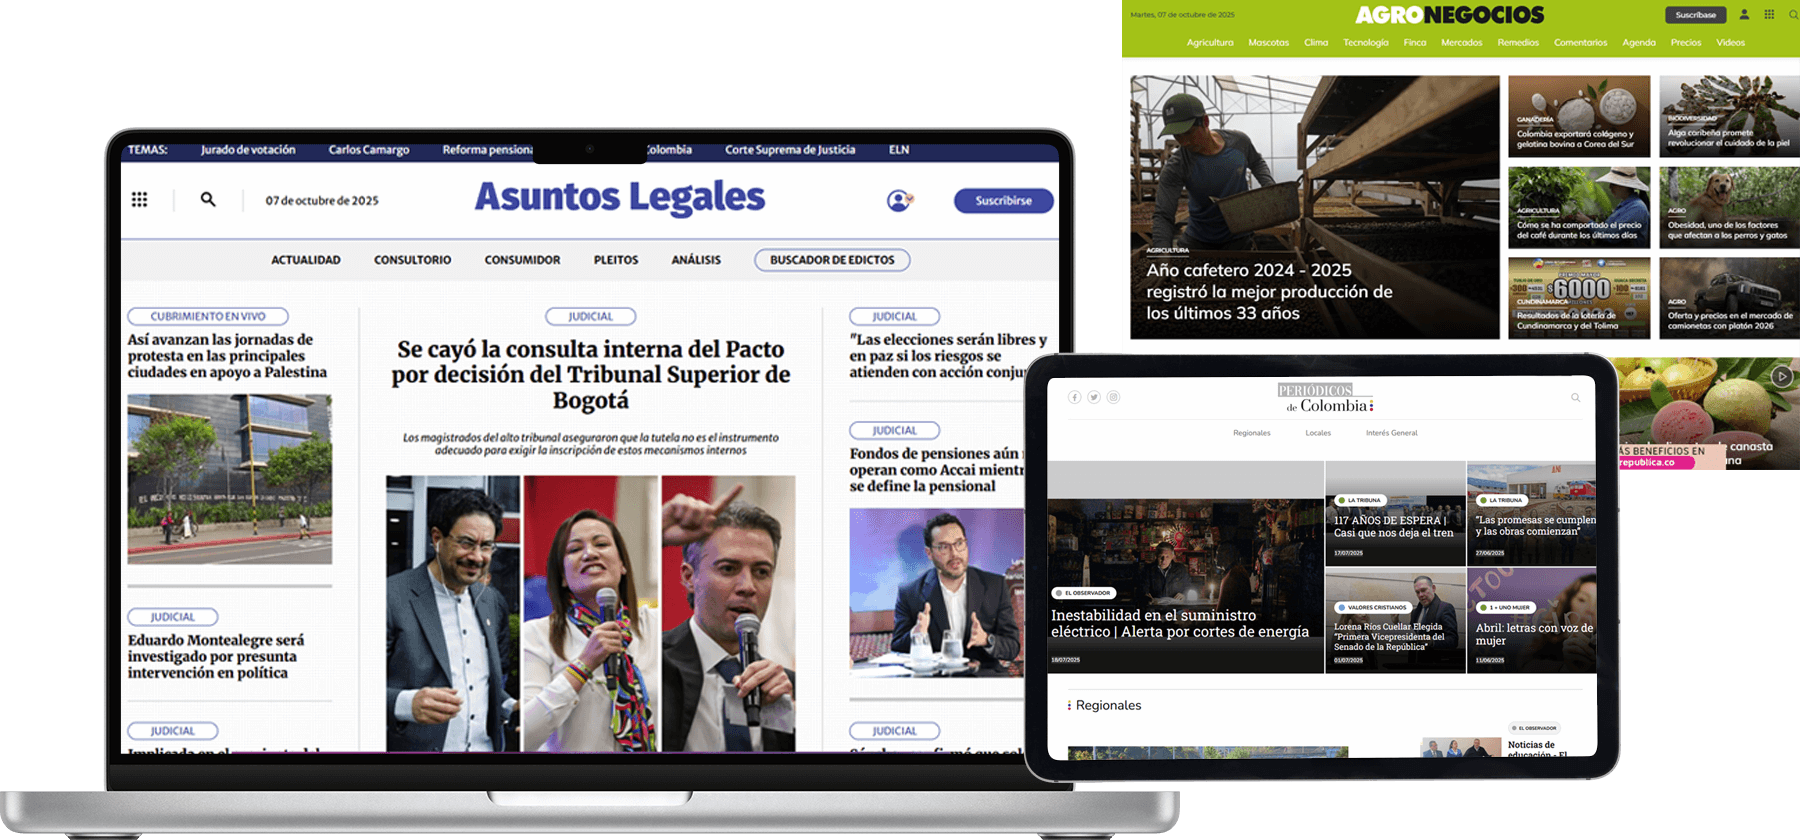 TEMAS:
Jurado de votación
Carlos Camargo
Reforma pensiona
Colombia
Corte Suprema de Justicia
ELN
07 de octubre de 2025
Asuntos Legales
Suscribirse
ACTUALIDAD
CONSULTORIO
CONSUMIDOR
PLEITOS
ANÁLISIS
BUSCADOR DE EDICTOS
CUBRIMIENTO EN VIVO
Así avanzan las jornadas de
protesta en las principales
ciudades en apoyo a Palestina
JUDICIAL
Eduardo Montealegre será
investigado por presunta
intervención en política
JUDICIAL
JUDICIAL
Se cayó la consulta interna del Pacto
por decisión del Tribunal Superior de
Bogotá
Los magistrados del alto tribunal aseguraron que la tutela no es el instrumento
adecuado para exigir la inscripción de estos mecanismos internos
JUDICIAL
"Las elecciones serán libres y
en paz si los riesgos se
atienden con acción conju
JUDICIAL
Fondos de pensiones aún
operan como Accai mientr
se define la pensional
JUDICIAL
Martes, 07 de octubre de 2025
AGRONEGOCIOS
Suscríbase
Agricultura
Mascotas
Clima
Tecnología
Finca
Mercados
Remedios
Comentarios
Agenda
Precios
Videos
AGRICULTURA
Año cafetero 2024 - 2025
registró la mejor producción de
los últimos 33 años
GANADERÍA
Colombia exportará colágeno y
gelatina bovina a Corea del Sur
BIODIVERSIDAD
Alga caribeña promete
revolucionar el cuidado de la piel
AGRICULTURA
Cómo se ha comportado el precio
del café durante los últimos días
AGRO
Obesidad, uno de los factores
que afectan a los perros y gatos
$6000
CUNDINAMARCA
Resultados de la lotería de
Cundinamarca y del Tolima
AGRO
Oferta y precios en el mercado de
camionetas con platón 2026
canasta
ÁS BENEFICIOS EN
republica.co
PERIÓDICOS
de Colombia
Regionales
Locales
Interés General
EL OBSERVADOR
Inestabilidad en el suministro
eléctrico | Alerta por cortes de energía
18/07/2025
LA TRIBUNA
117 AÑOS DE ESPERA |
Casi que nos deja el tren
17/07/2025
LA TRIBUNA
"Las promesas se cumplen
y las obras comienzan"
27/06/2025
VALORES CRISTIANOS
Lorena Ríos Cuellar Elegida
"Primera Vicepresidenta del
Senado de la República"
01/07/2025
1 + UNO MUJER
Abril: letras con voz de
mujer
11/06/2025
Regionales
EL OBSERVADOR
Noticias de
educación - El